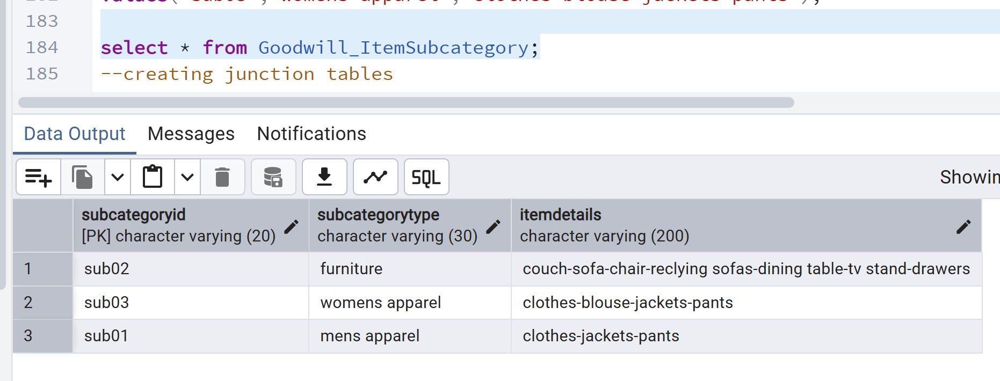 183
184 select * from Goodwill_ItemSubcategory;
185 --creating junction tables
Data Output Messages Notifications
SQL
subcategoryid subcategorytype itemdetails
[PK] character varying (20) character varying (30) character varying (200)
1 sub02 furniture couch-sofa-chair-reclying sofas-dining table-tv stand-drawers
2 sub03 womens apparel clothes-blouse-jackets-pants
3 sub01 mens apparel clothes-jackets-pants